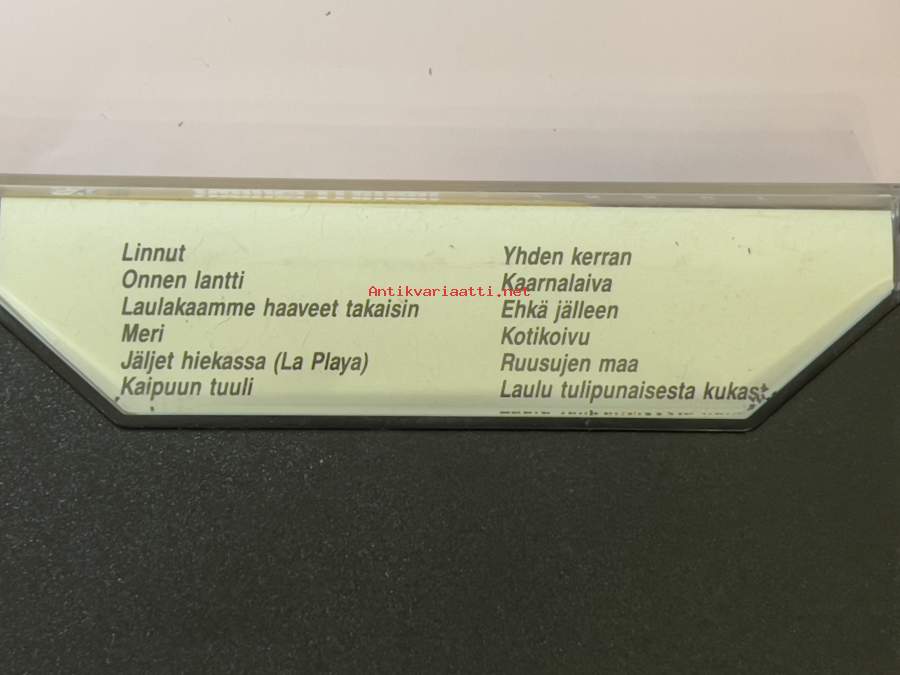 Linnut
Onnen lantti
Laulakaamme haaveet takaisin
Meri
Jäljet hiekassa (La Playa)
Kaipuun tuuli
Yhden kerran
Kaarnalaiva
Ehkä jälleen
Kotikoivu
Ruusujen maa
Laulu tulipunaisesta kukast
Antikvariaatti.net